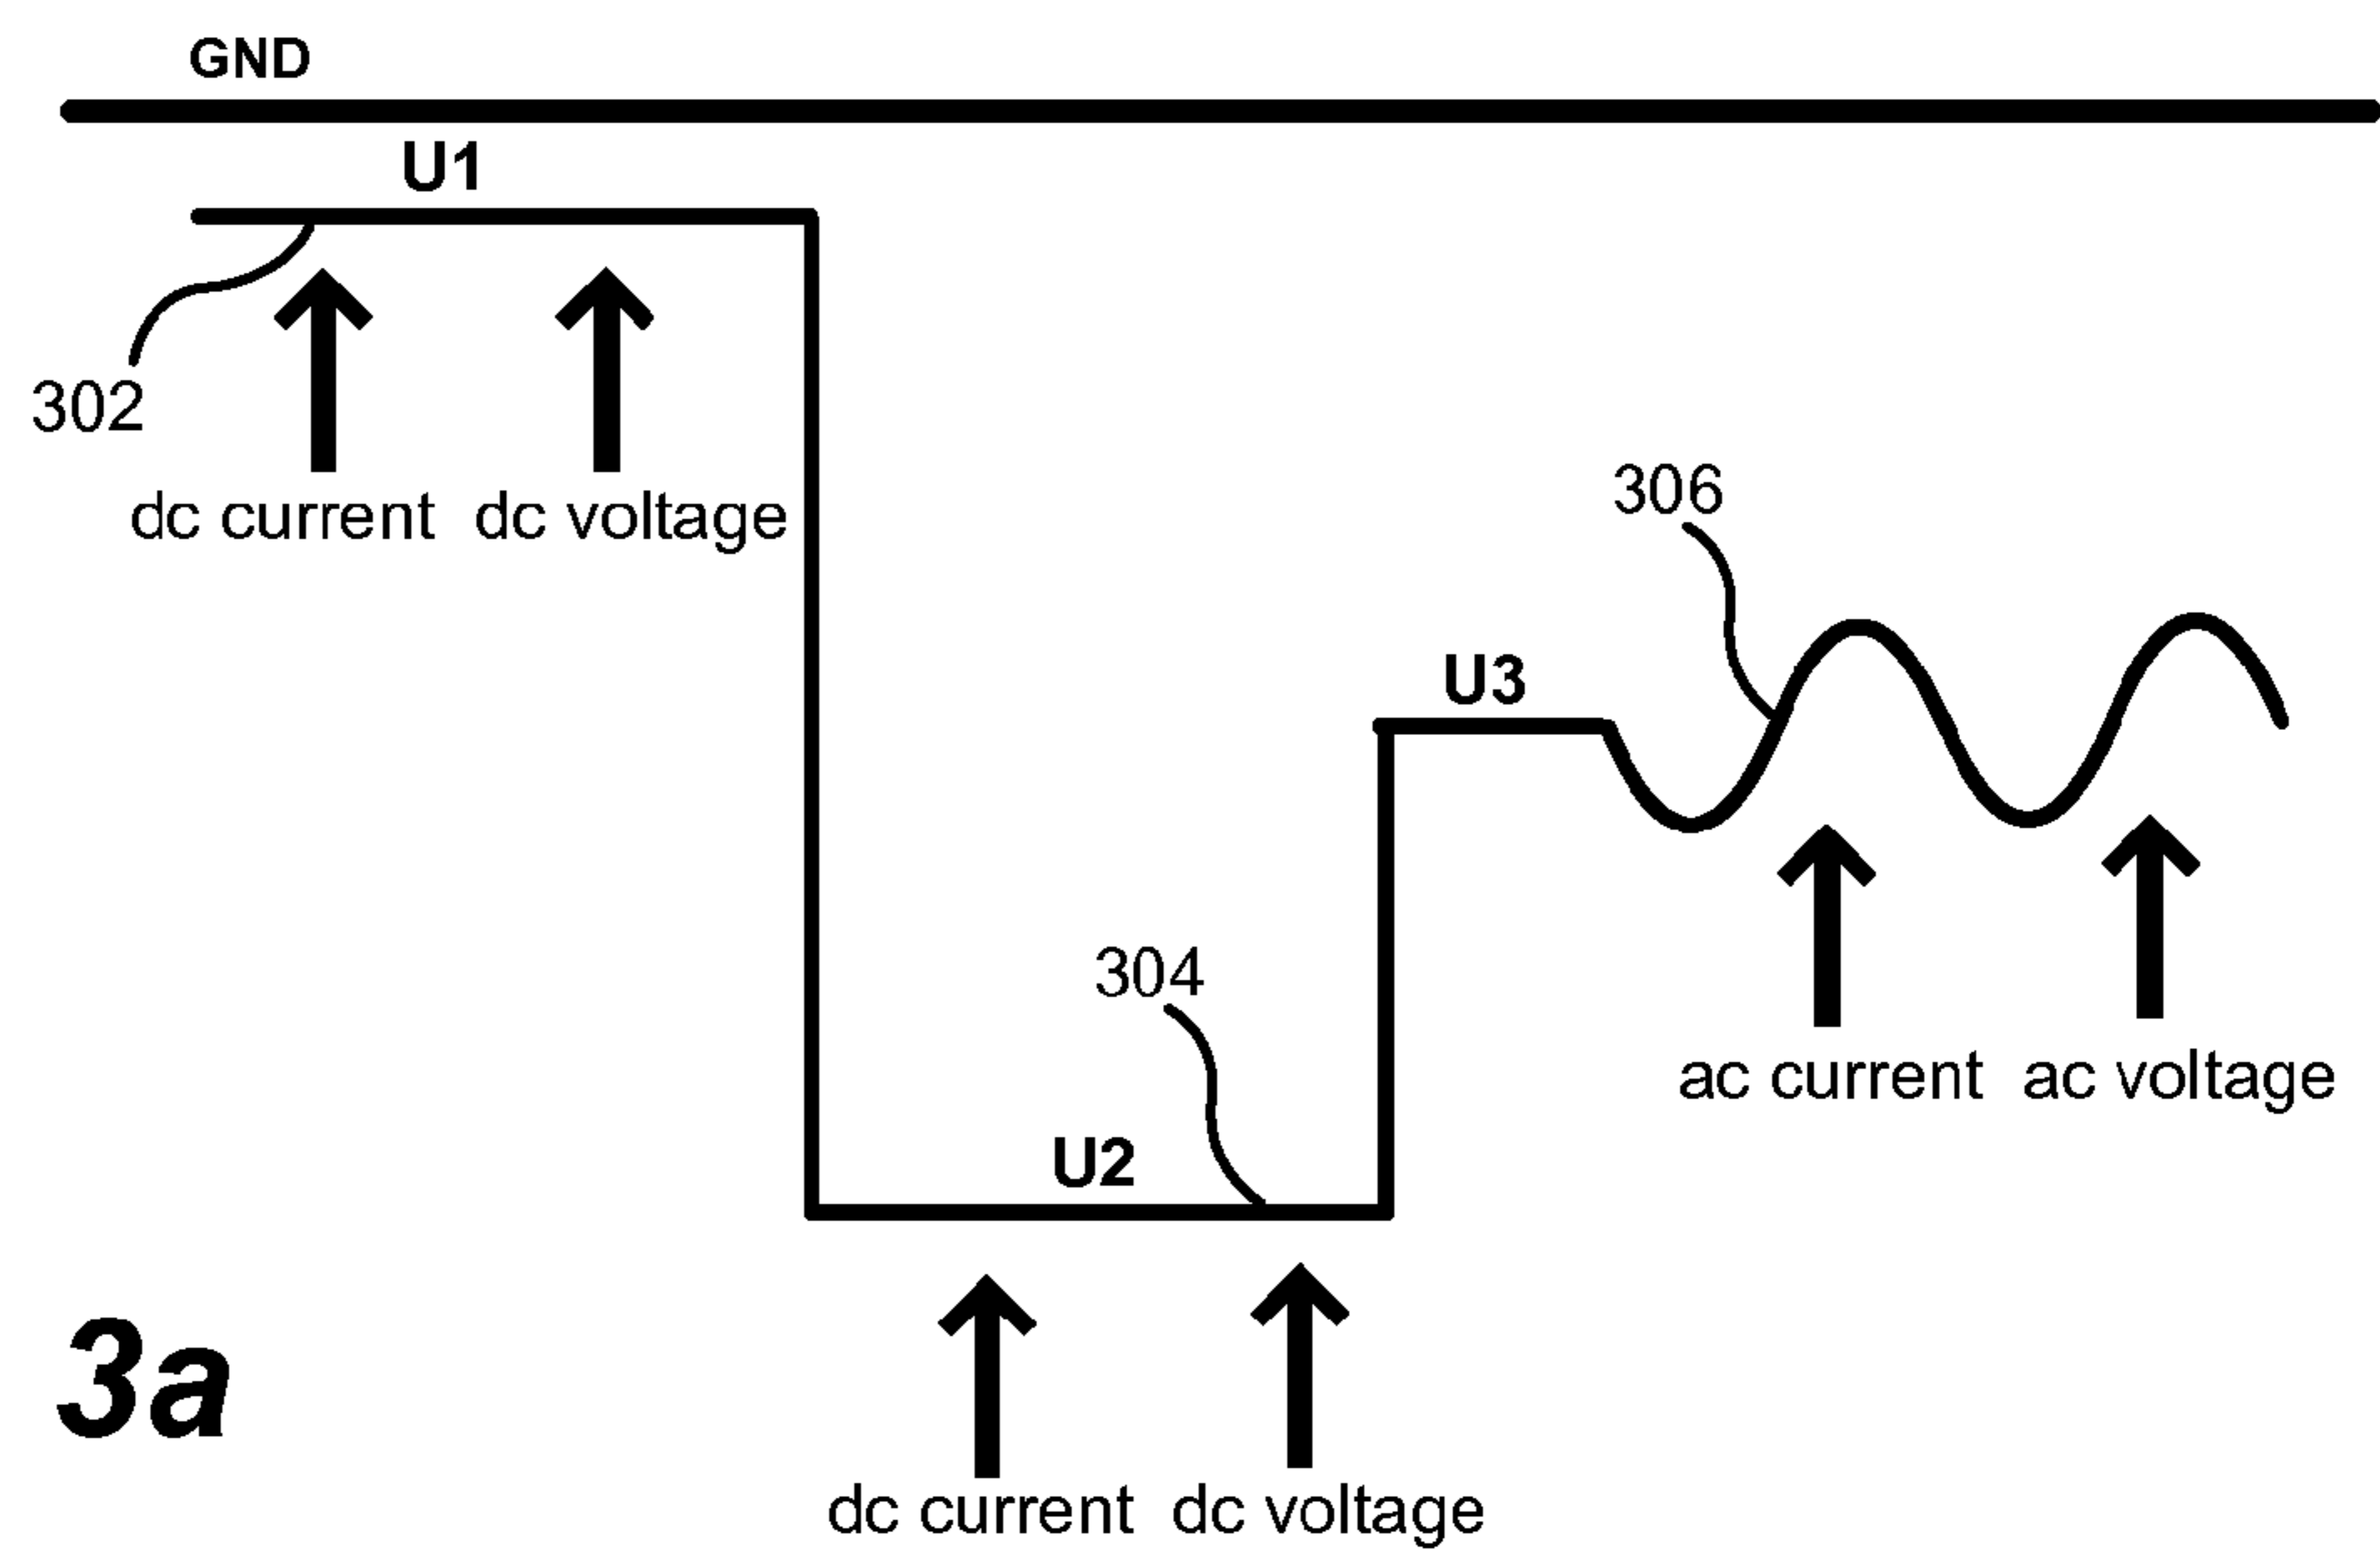 GND
U1
302
dc current dc voltage
306
U3
304
ac current ac voltage
U2
3a
dc current dc voltage